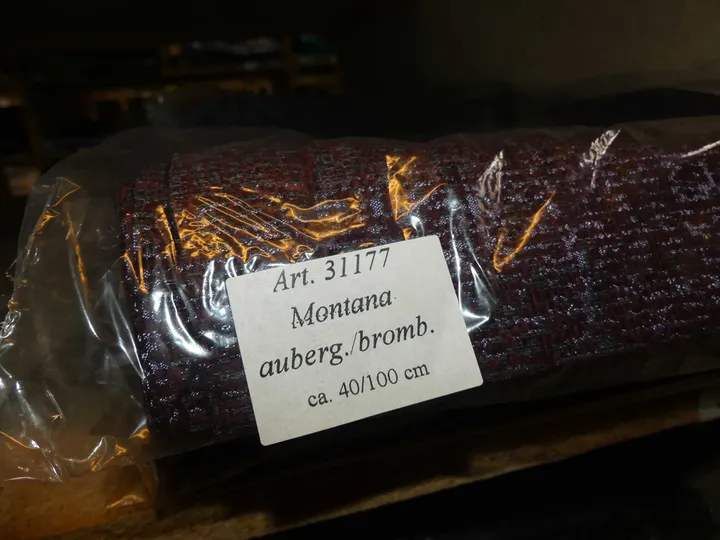 Art. 31177
Montana
auberg./bromb.
ca. 40/100 cm